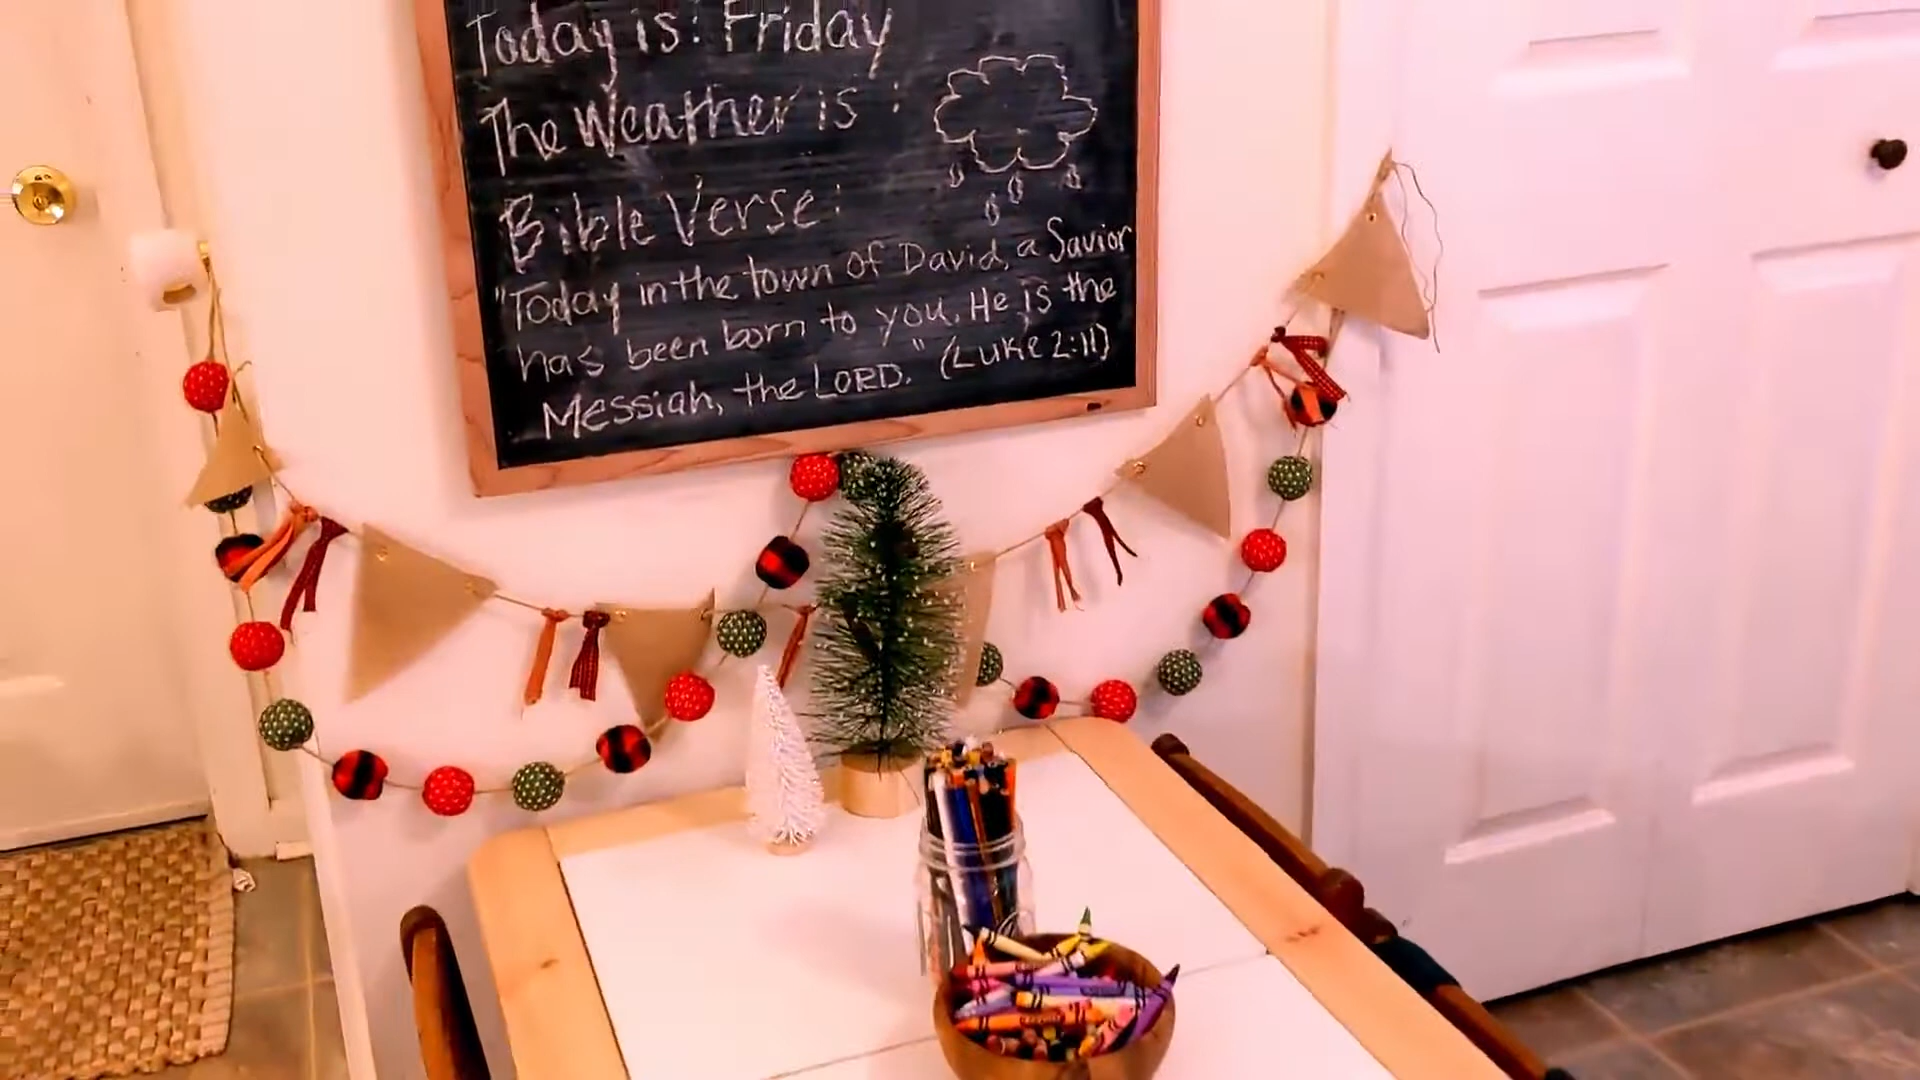 Today is: Friday
The Weather is :
Bible Verse:
"Today in the town of David, a Savior
has been born to you. He is the
Messiah, the LORD." (Luke 2:11)